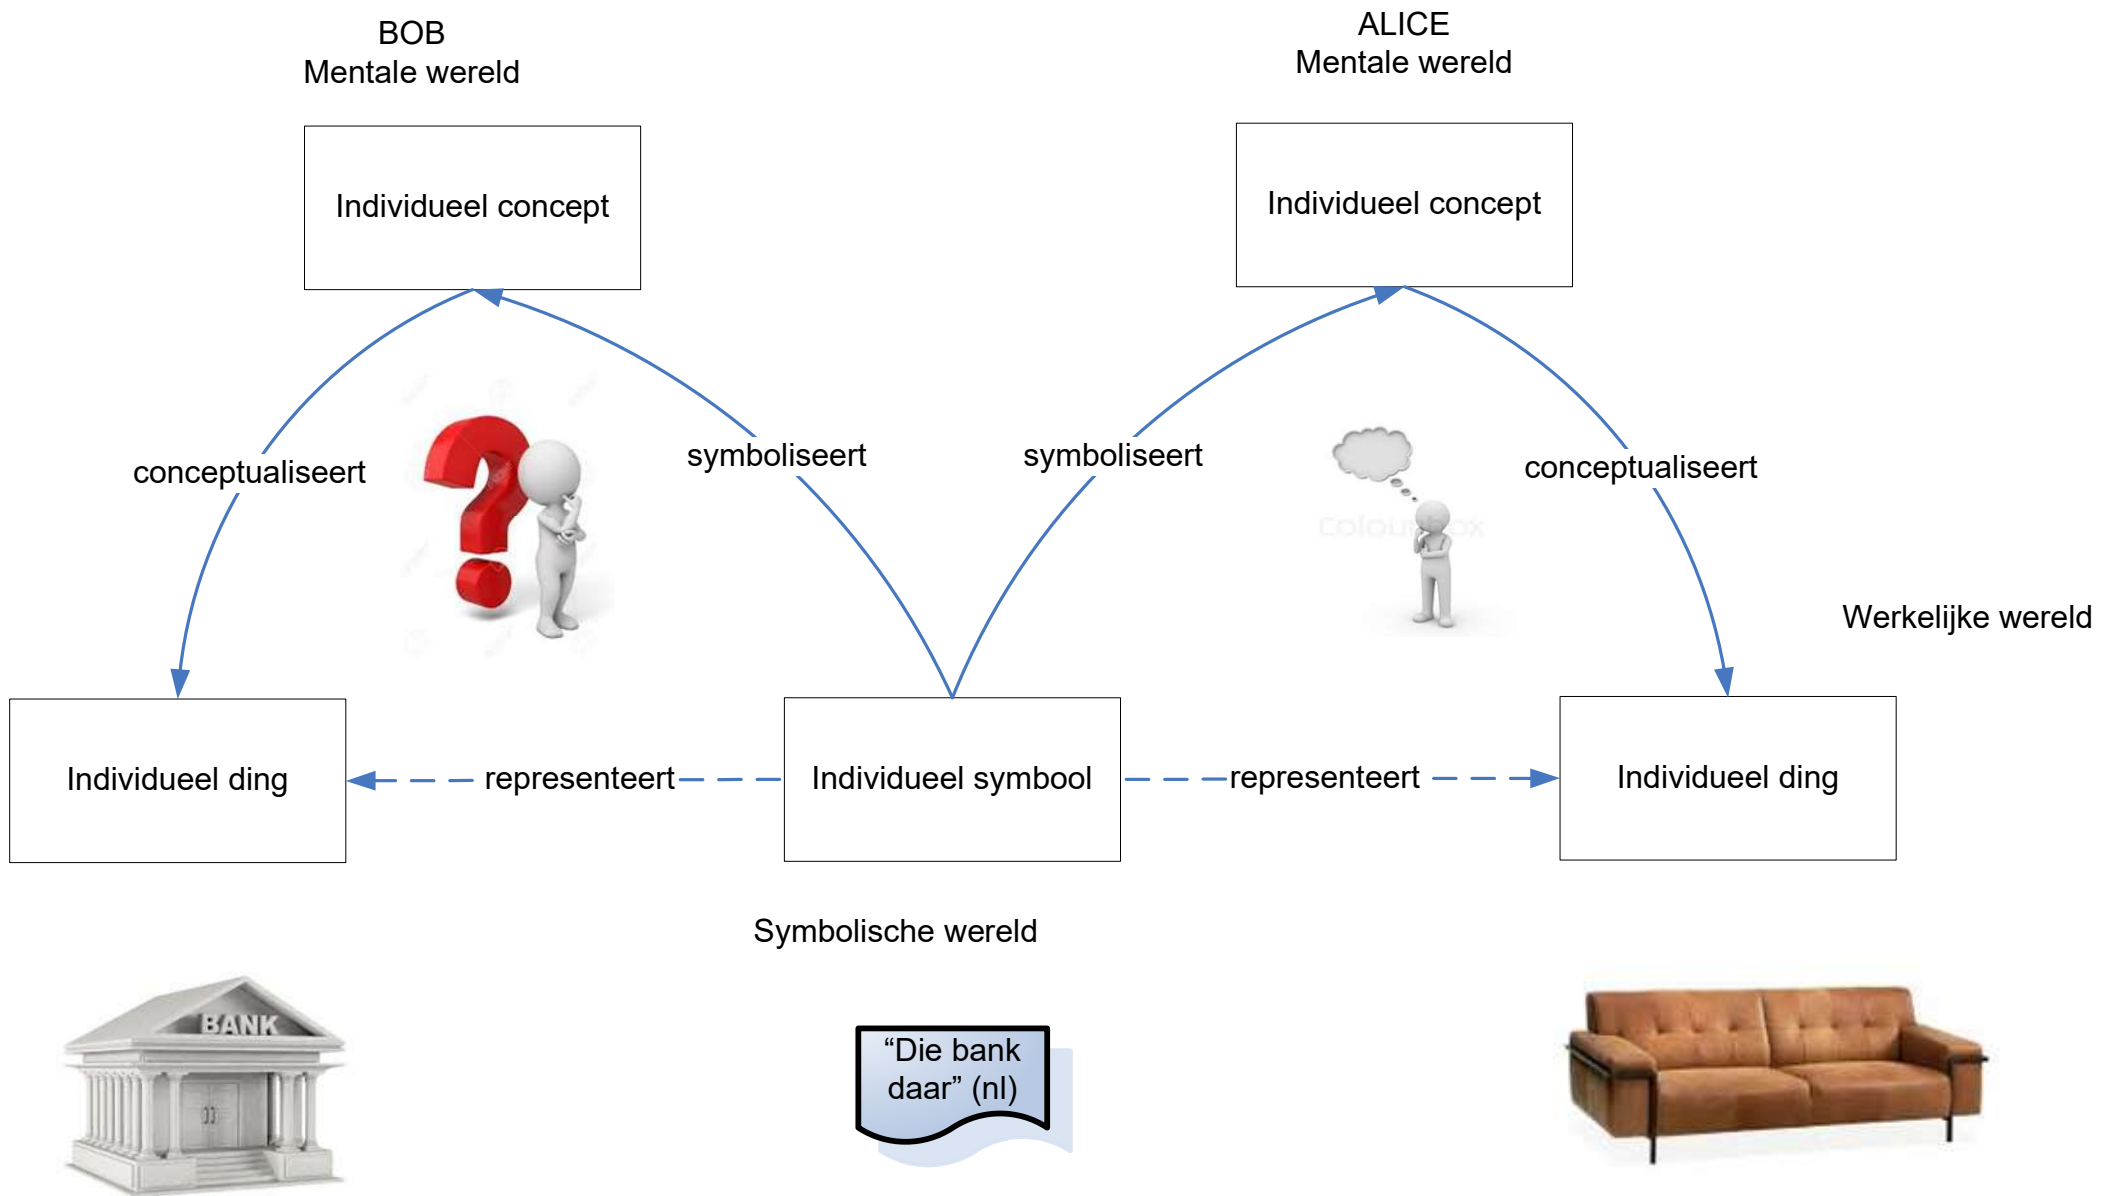 BOB
Mentale wereld
ALICE
Mentale wereld
Individueel concept
Individueel concept
conceptualiseert
symboliseert
symboliseert
conceptualiseert
colourbox
Werkelijke wereld
Individueel ding
representeert
Individueel symbool
representeert
Individueel ding
Symbolische wereld
BANK
“Die bank
daar” (nl)